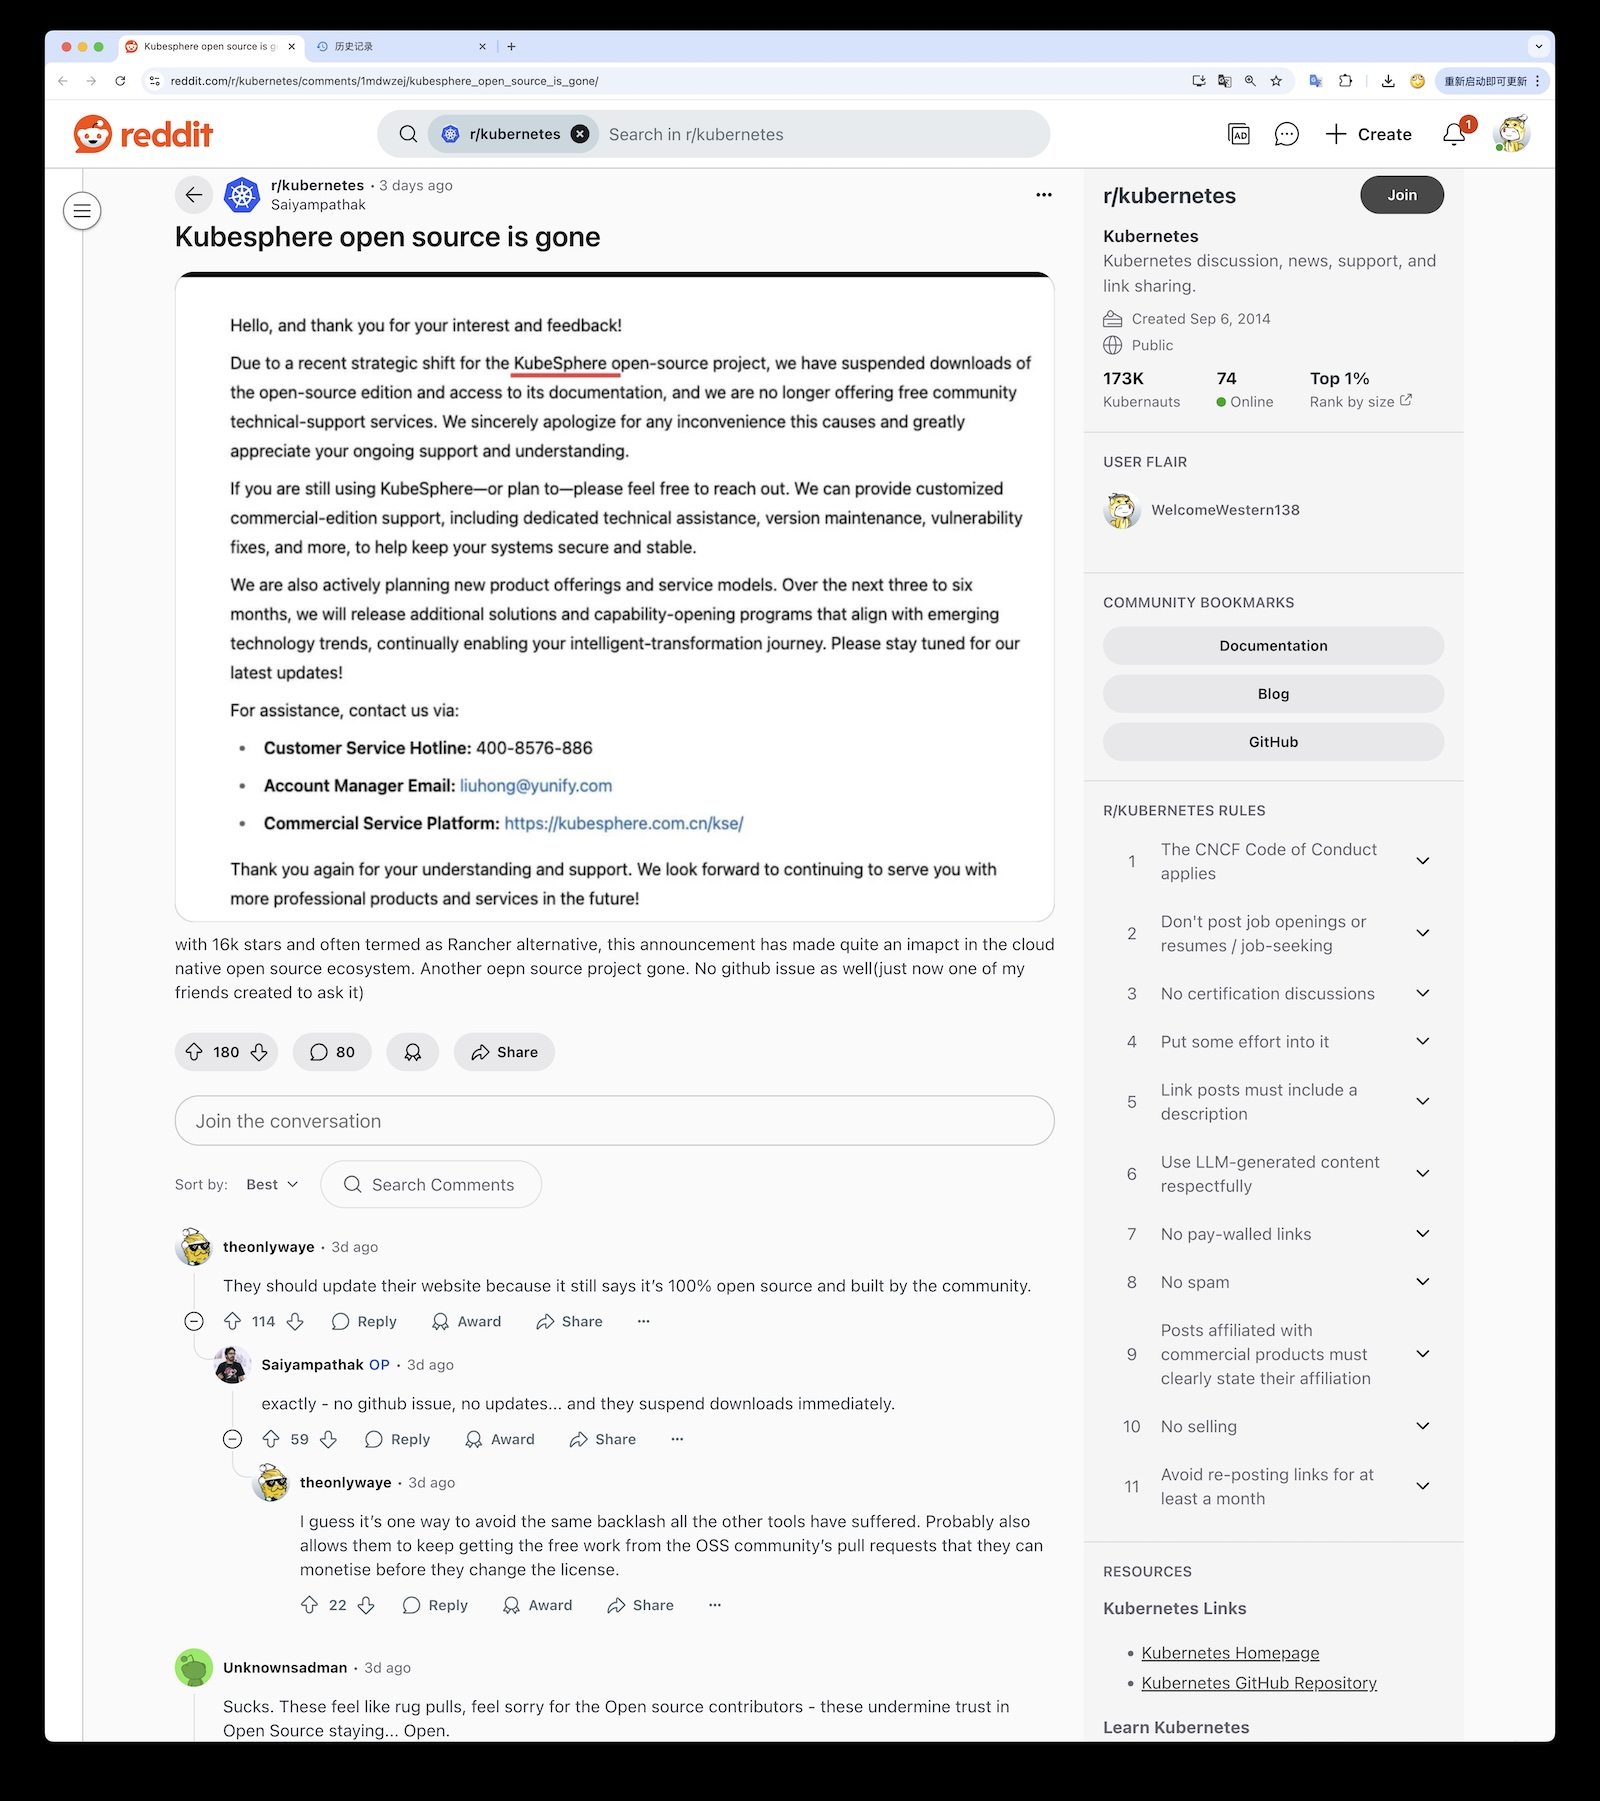 Kubesphere open source is g
历史记录
reddit.com/r/kubernetes/comments/1mdwzej/kubesphere_open_source_is_gone/
重新启动即可更新
reddit
r/kubernetes
Search in r/kubernetes
AD
Create
1
r/kubernetes • 3 days ago
Saiyampathak
Kubesphere open source is gone
Hello, and thank you for your interest and feedback!
Due to a recent strategic shift for the KubeSphere open-source project, we have suspended downloads of
the open-source edition and access to its documentation, and we are no longer offering free community
technical-support services. We sincerely apologize for any inconvenience this causes and greatly
appreciate your ongoing support and understanding.
If you are still using KubeSphere—or plan to—please feel free to reach out. We can provide customized
commercial-edition support, including dedicated technical assistance, version maintenance, vulnerability
fixes, and more, to help keep your systems secure and stable.
We are also actively planning new product offerings and service models. Over the next three to six
months, we will release additional solutions and capability-opening programs that align with emerging
technology trends, continually enabling your intelligent-transformation journey. Please stay tuned for our
latest updates!
For assistance, contact us via:
• Customer Service Hotline: 400-8576-886
• Account Manager Email: liuhong@yunify.com
• Commercial Service Platform: https://kubesphere.com.cn/kse/
Thank you again for your understanding and support. We look forward to continuing to serve you with
more professional products and services in the future!
with 16k stars and often termed as Rancher alternative, this announcement has made quite an imapct in the cloud
native open source ecosystem. Another oepn source project gone. No github issue as well(just now one of my
friends created to ask it)
180
80
Share
Join the conversation
Sort by: Best
Search Comments
theonlywaye • 3d ago
They should update their website because it still says it’s 100% open source and built by the community.
114 Reply Award Share
Saiyampathak OP • 3d ago
exactly - no github issue, no updates... and they suspend downloads immediately.
59 Reply Award Share
theonlywaye • 3d ago
I guess it’s one way to avoid the same backlash all the other tools have suffered. Probably also
allows them to keep getting the free work from the OSS community’s pull requests that they can
monetise before they change the license.
22 Reply Award Share
Unknownsadman • 3d ago
Sucks. These feel like rug pulls, feel sorry for the Open source contributors - these undermine trust in
Open Source staying... Open.
r/kubernetes
Join
Kubernetes
Kubernetes discussion, news, support, and
link sharing.
Created Sep 6, 2014
Public
173K 74 Top 1%
Kubernauts Online Rank by size
USER FLAIR
WelcomeWestern138
COMMUNITY BOOKMARKS
Documentation
Blog
GitHub
R/KUBERNETES RULES
1 The CNCF Code of Conduct
applies
2 Don't post job openings or
resumes / job-seeking
3 No certification discussions
4 Put some effort into it
5 Link posts must include a
description
6 Use LLM-generated content
respectfully
7 No pay-walled links
8 No spam
9 Posts affiliated with
commercial products must
clearly state their affiliation
10 No selling
11 Avoid re-posting links for at
least a month
RESOURCES
Kubernetes Links
• Kubernetes Homepage
• Kubernetes GitHub Repository
Learn Kubernetes